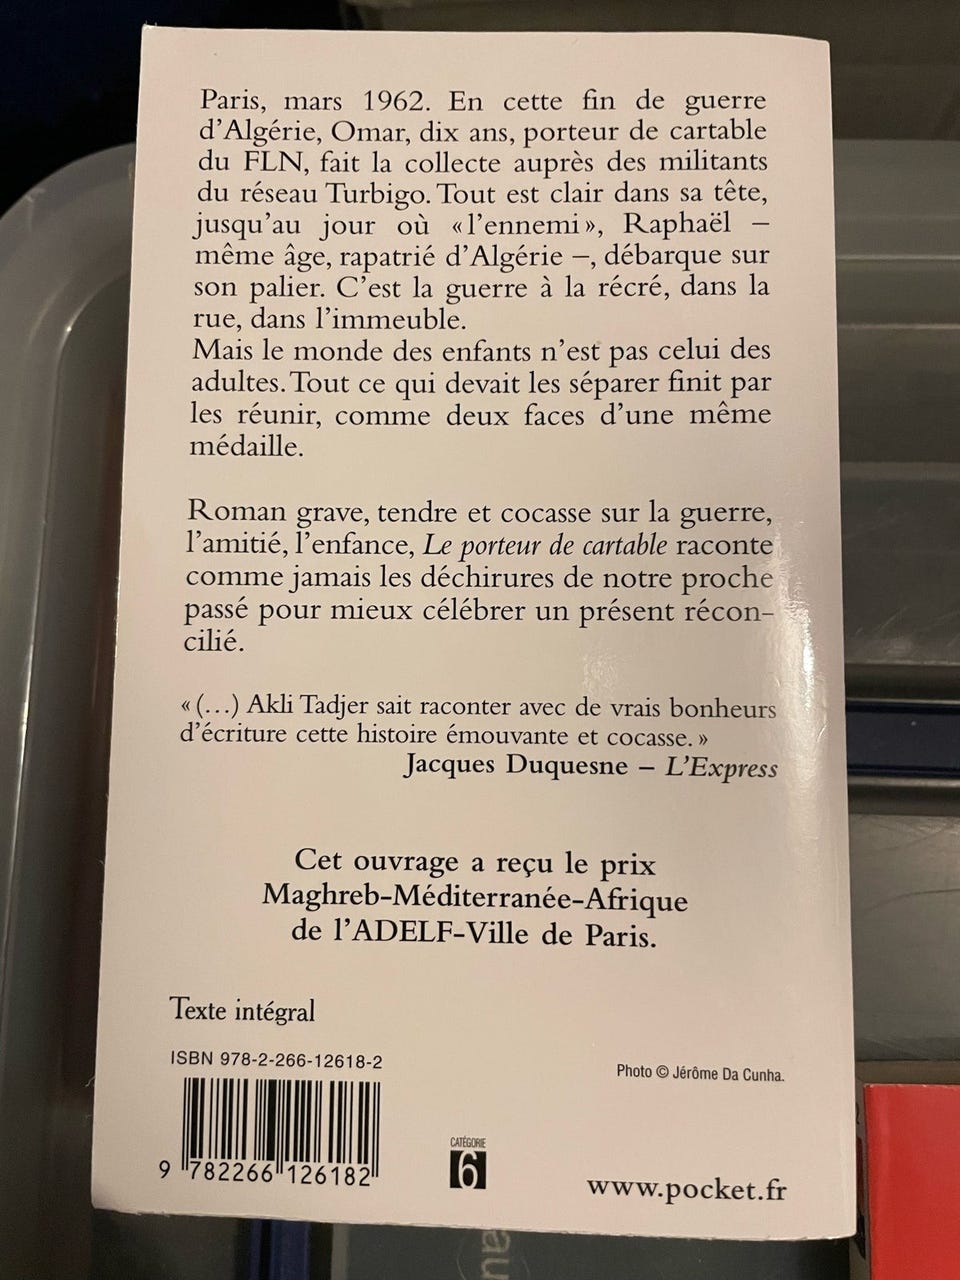 Paris, mars 1962. En cette fin de guerre
d'Algérie, Omar, dix ans, porteur de cartable
du FLN, fait la collecte auprès des militants
du réseau Turbigo. Tout est clair dans sa tête,
jusqu'au jour où «l'ennemi», Raphaël –
même âge, rapatrié d'Algérie –, débarque sur
son palier. C'est la guerre à la récré, dans la
rue, dans l'immeuble.
Mais le monde des enfants n'est pas celui des
adultes. Tout ce qui devait les séparer finit par
les réunir, comme deux faces d'une même
médaille.
Roman grave, tendre et cocasse sur la guerre,
l'amitié, l'enfance, Le porteur de cartable raconte
comme jamais les déchirures de notre proche
passé pour mieux célébrer un présent récon-
cilié.
« (…) Akli Tadjer sait raconter avec de vrais bonheurs
d'écriture cette histoire émouvante et cocasse. »
Jacques Duquesne – L'Express
Cet ouvrage a reçu le prix
Maghreb-Méditerranée-Afrique
de l'ADELF-Ville de Paris.
Texte intégral
ISBN 978-2-266-12618-2
Photo © Jérôme Da Cunha.
9 782266 126182
CATÉGORIE
6
www.pocket.fr
au